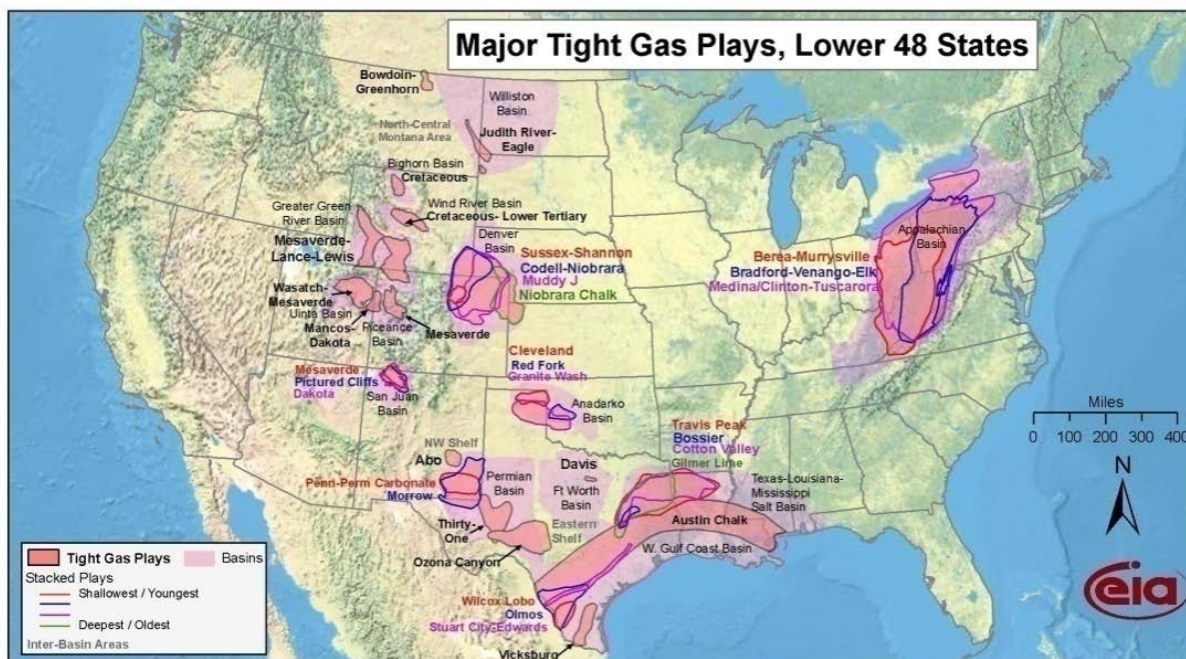 Major Tight Gas Plays, Lower 48 States
Bowdoin-
Greenhorn
Williston
Basin
North-Central
Montana Area
Judith River-
Eagle
Bighorn Basin
Cretaceous
Wind River Basin
Cretaceous- Lower Tertiary
Greater Green
River Basin
Mesaverde-
Lance-Lewis
Denver
Basin
Sussex-Shannon
Codell-Niobrara
Muddy J
Niobrara Chalk
Wasatch-
Mesaverde
Uinta Basin
Mancos-
Dakota
Piceance
Basin
Mesaverde
Appalachian
Basin
Berea-Murrysville
Bradford-Venango-Elk
Medina/Clinton-Tuscarora
Mesaverde
Pictured Cliffs
Dakota
San Juan
Basin
Cleveland
Red Fork
Granite Wash
Anadarko
Basin
NW Shelf
Abo
Penn-Perm Carbonate
Morrow
Permian
Basin
Davis
Ft Worth
Basin
Travis Peak
Bossier
Cotton Valley
Gilmer Lime
Texas-Louisiana-
Mississippi
Salt Basin
Thirty-
One
Ozona Canyon
Eastern
Shelf
Austin Chalk
W. Gulf Coast Basin
Wilcox Lobo
Olmos
Stuart City-Edwards
Vicksburg
Miles
0 100 200 300 400
N
eia
Tight Gas Plays Basins
Stacked Plays
Shallowest / Youngest
Deepest / Oldest
Inter-Basin Areas